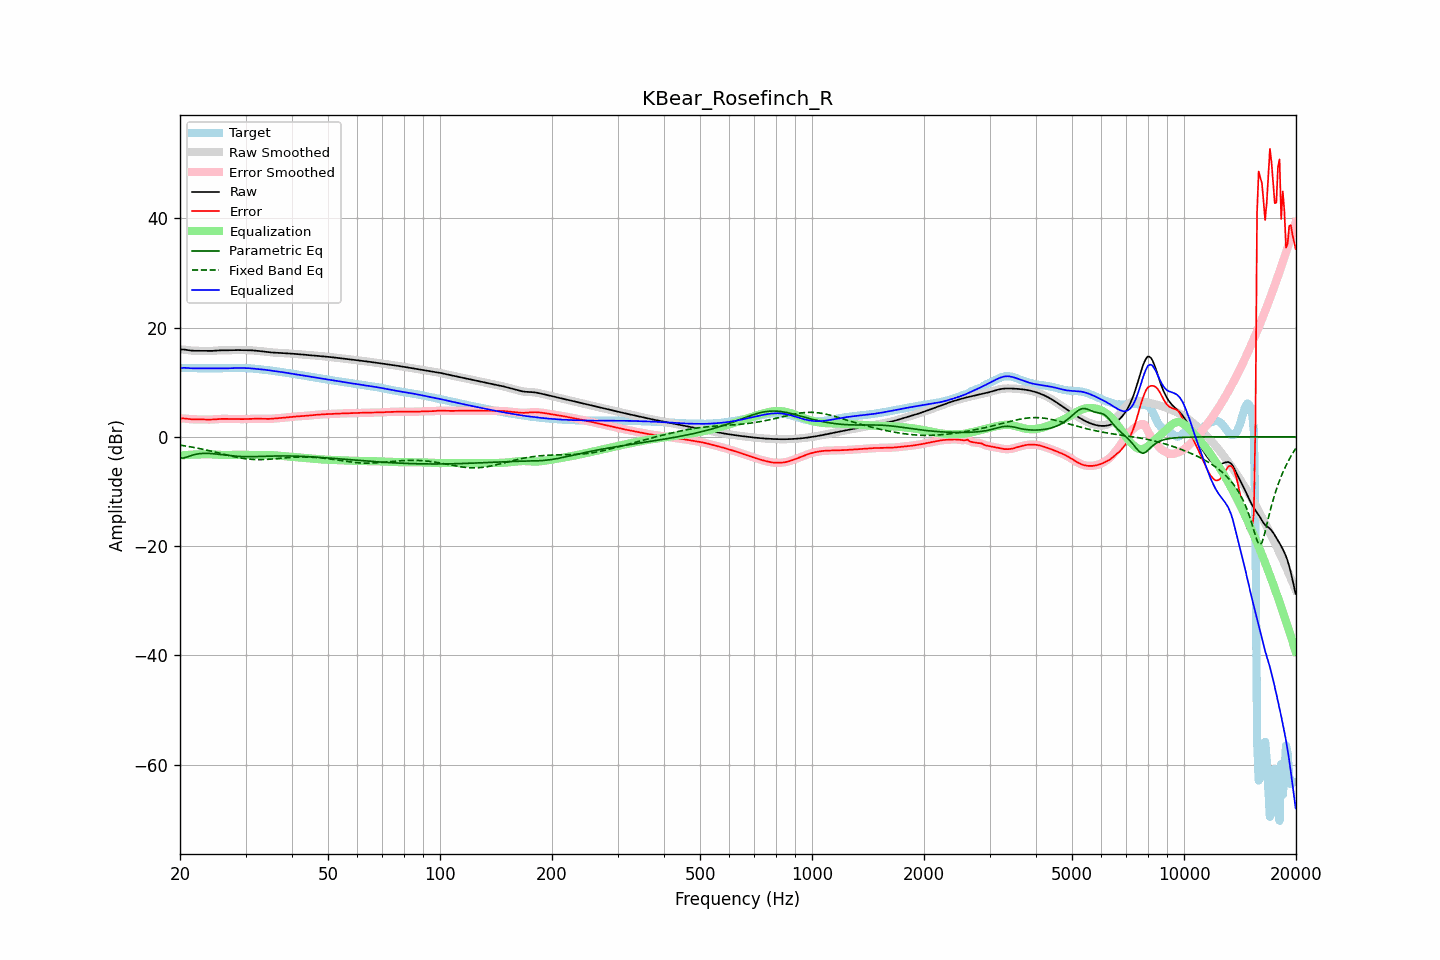 KBear_Rosefinch_R
Target
Raw Smoothed
Error Smoothed
Raw
Error
Equalization
Parametric Eq
Fixed Band Eq
Equalized
40
20
0
−20
−40
−60
Amplitude (dBr)
20
50
100
200
500
1000
2000
5000
10000
20000
Frequency (Hz)